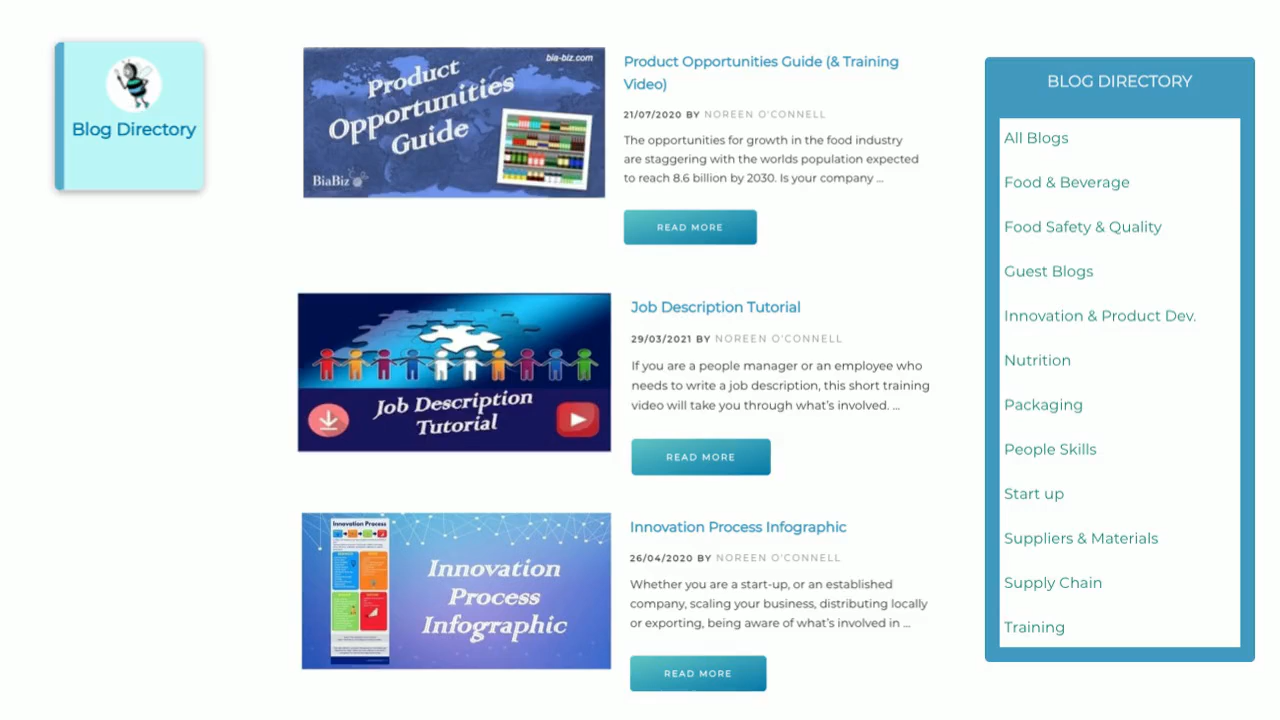 Blog Directory
bia-biz.com
Product
Opportunities
Guide
BiaBiz
Product Opportunities Guide (& Training
Video)
21/07/2020 BY NOREEN O'CONNELL
The opportunities for growth in the food industry
are staggering with the worlds population expected
to reach 8.6 billion by 2030. Is your company ...
READ MORE
Job Description
Tutorial
Job Description Tutorial
29/03/2021 BY NOREEN O'CONNELL
If you are a people manager or an employee who
needs to write a job description, this short training
video will take you through what's involved. ...
READ MORE
Innovation Process
Innovation
Process
Infographic
Innovation Process Infographic
26/04/2020 BY NOREEN O'CONNELL
Whether you are a start-up, or an established
company, scaling your business, distributing locally
or exporting, being aware of what's involved in ...
READ MORE
BLOG DIRECTORY
All Blogs
Food & Beverage
Food Safety & Quality
Guest Blogs
Innovation & Product Dev.
Nutrition
Packaging
People Skills
Start up
Suppliers & Materials
Supply Chain
Training